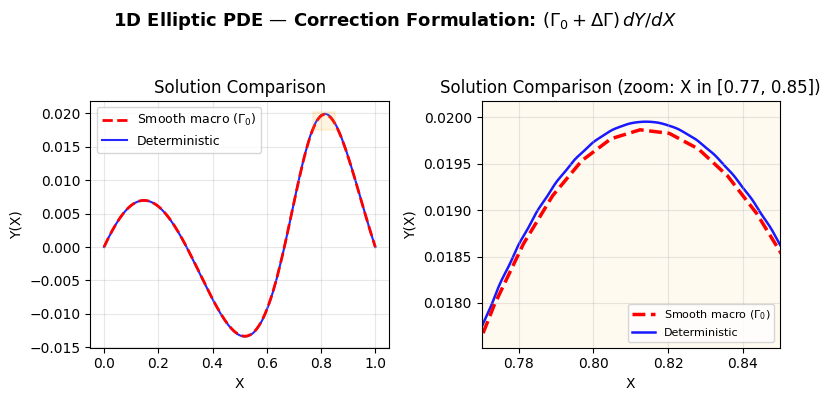 1D Elliptic PDE — Correction Formulation: (Γ₀ + ΔΓ) dY/dX
Solution Comparison
Smooth macro (Γ₀)
Deterministic
Y(X)
0.020
0.015
0.010
0.005
0.000
−0.005
−0.010
−0.015
0.0 0.2 0.4 0.6 0.8 1.0
X
Solution Comparison (zoom: X in [0.77, 0.85])
Y(X)
0.0200
0.0195
0.0190
0.0185
0.0180
Smooth macro (Γ₀)
Deterministic
0.78 0.80 0.82 0.84
X